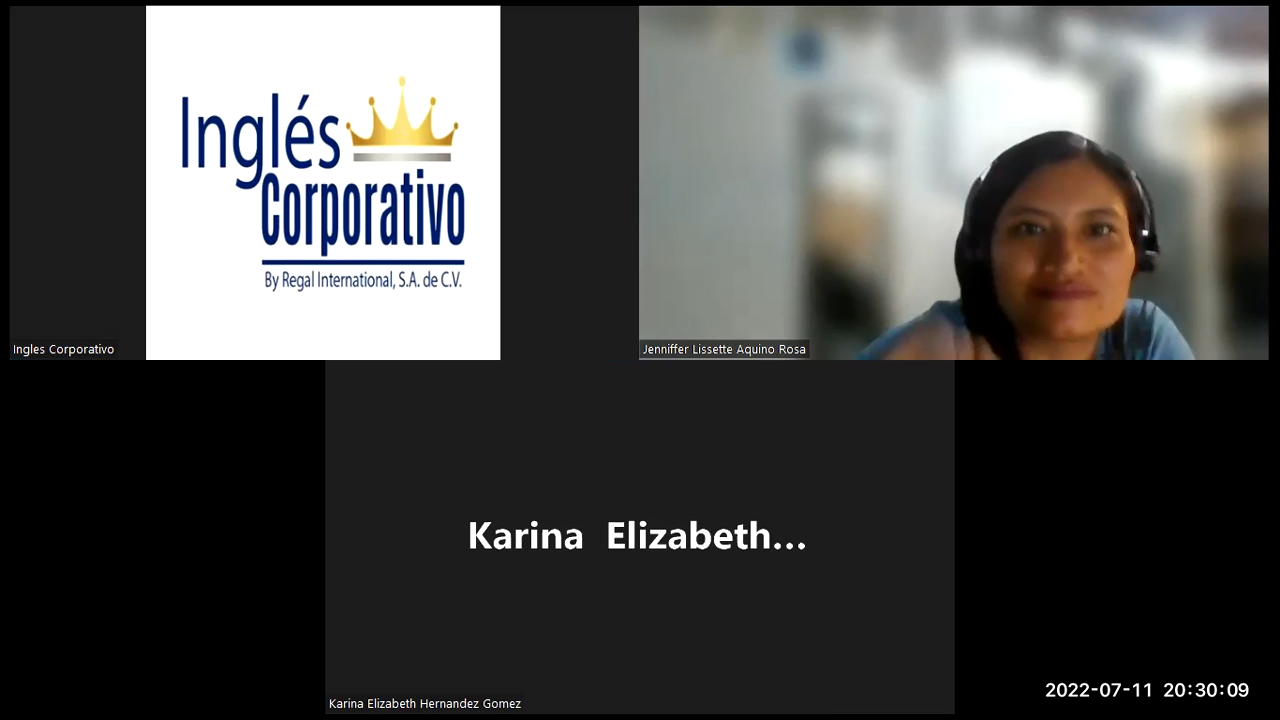 Inglés
Corporativo
By Regal International, S.A. de C.V.
Ingles Corporativo
Jenniffer Lissette Aquino Rosa
Karina Elizabeth...
Karina Elizabeth Hernandez Gomez
2022-07-11 20:30:09